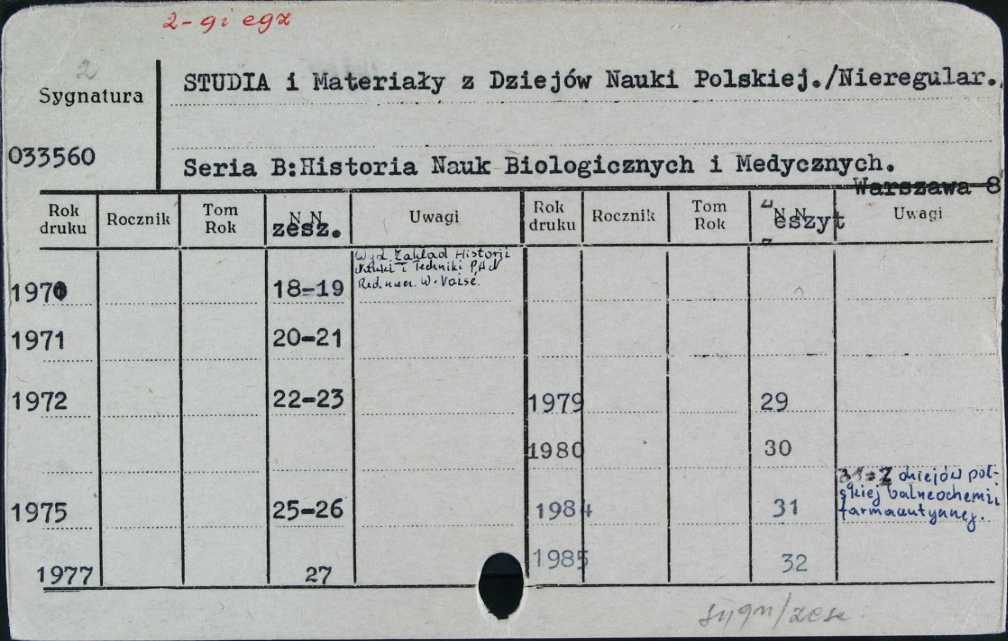 2-gi egz
2
Sygnatura
STUDIA i Materiały z Dziejów Nauki Polskiej./Nieregular.
033560
Seria B:Historia Nauk Biologicznych i Medycznych.
Warszawa 8
Rok druku Rocznik Tom Rok N N zesz. Uwagi Rok druku Rocznik Tom Rok N N Zeszyt Uwagi
Wyd. Zakład Historji
Nauki i Techniki PAN
Red. nacz. W. Voisé.
1970 18-19
1971 20-21
1972 22-23 1979 29
1980 30
31=Z dziejów pol-
skiej balneochemii
farmaceutycznej.
1975 25-26 1984 31
1977 27 1985 32
sygn/zesz.